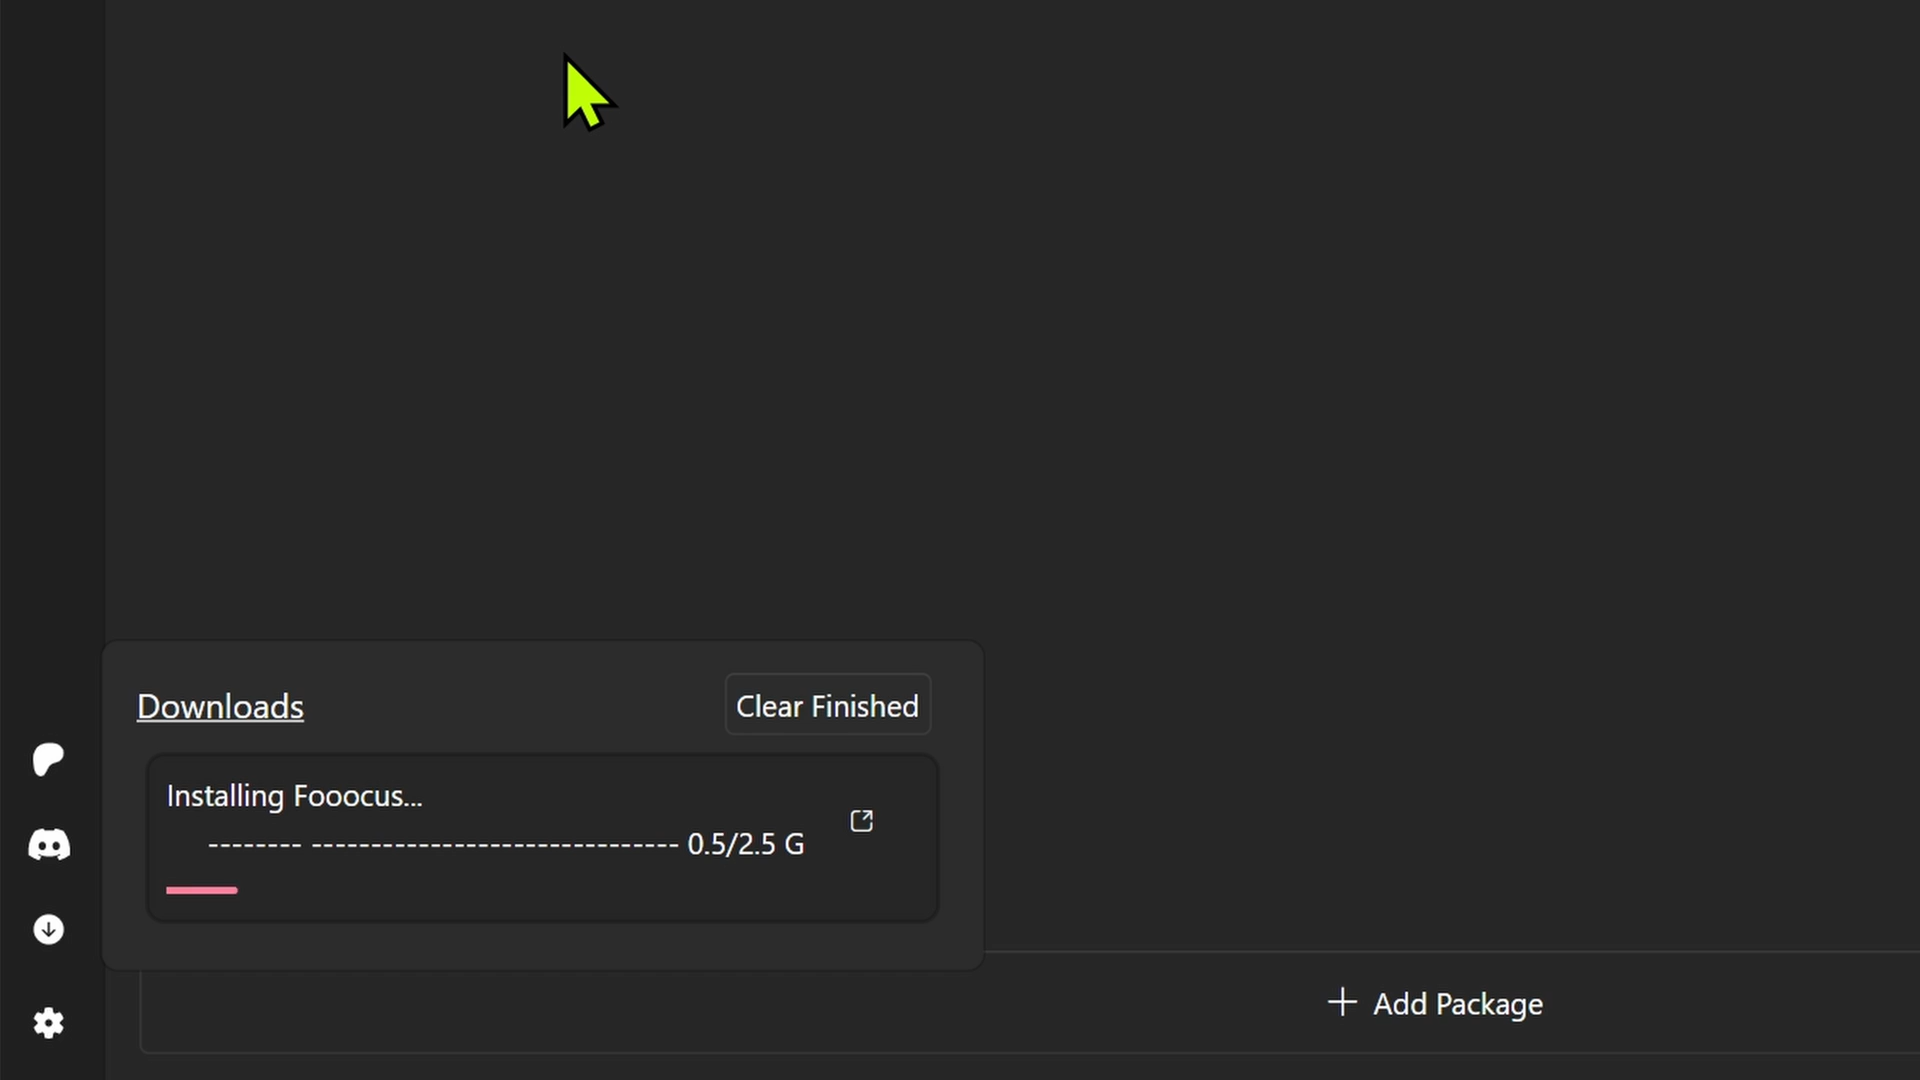 Downloads
Clear Finished
Installing Fooocus...
-------- ------------------------------- 0.5/2.5 G
Add Package